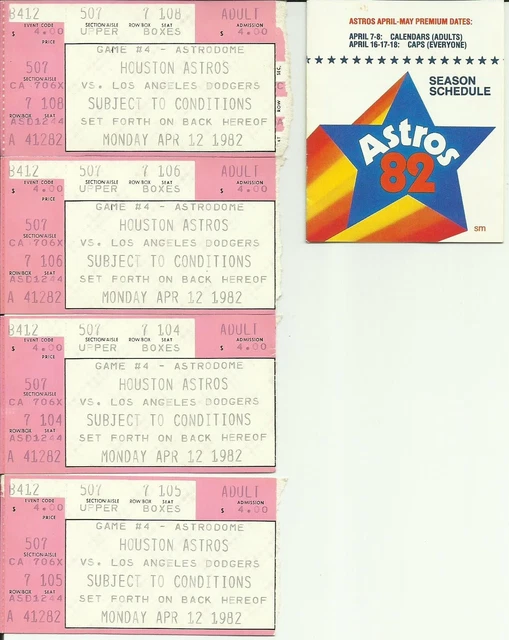 B412 507 7 108 ADULT
EVENT CODE SECTION/AISLE ROW/BOX SEAT ADMISSION
$ 4.00 UPPER BOXES $ 4.00
PRICE
GAME #4 - ASTRODOME
507 HOUSTON ASTROS
SECTION/AISLE
CA 706X VS. LOS ANGELES DODGERS
7 108 SUBJECT TO CONDITIONS
ROW/BOX SEAT
ASD1244 SET FORTH ON BACK HEREOF
A 41282 MONDAY APR 12 1982
B412 507 7 106 ADULT
EVENT CODE SECTION/AISLE ROW/BOX SEAT ADMISSION
$ 4.00 UPPER BOXES $ 4.00
PRICE
GAME #4 - ASTRODOME
507 HOUSTON ASTROS
SECTION/AISLE
CA 706X VS. LOS ANGELES DODGERS
7 106 SUBJECT TO CONDITIONS
ROW/BOX SEAT
ASD1244 SET FORTH ON BACK HEREOF
A 41282 MONDAY APR 12 1982
B412 507 7 104 ADULT
EVENT CODE SECTION/AISLE ROW/BOX SEAT ADMISSION
$ 4.00 UPPER BOXES $ 4.00
PRICE
GAME #4 - ASTRODOME
507 HOUSTON ASTROS
SECTION/AISLE
CA 706X VS. LOS ANGELES DODGERS
7 104 SUBJECT TO CONDITIONS
ROW/BOX SEAT
ASD1244 SET FORTH ON BACK HEREOF
A 41282 MONDAY APR 12 1982
B412 507 7 105 ADULT
EVENT CODE SECTION/AISLE ROW/BOX SEAT ADMISSION
$ 4.00 UPPER BOXES $ 4.00
PRICE
GAME #4 - ASTRODOME
507 HOUSTON ASTROS
SECTION/AISLE
CA 706X VS. LOS ANGELES DODGERS
7 105 SUBJECT TO CONDITIONS
ROW/BOX SEAT
ASD1244 SET FORTH ON BACK HEREOF
A 41282 MONDAY APR 12 1982
ASTROS APRIL-MAY PREMIUM DATES:
APRIL 7-8: CALENDARS (ADULTS)
APRIL 16-17-18: CAPS (EVERYONE)
SEASON
SCHEDULE
Astros
82
sm